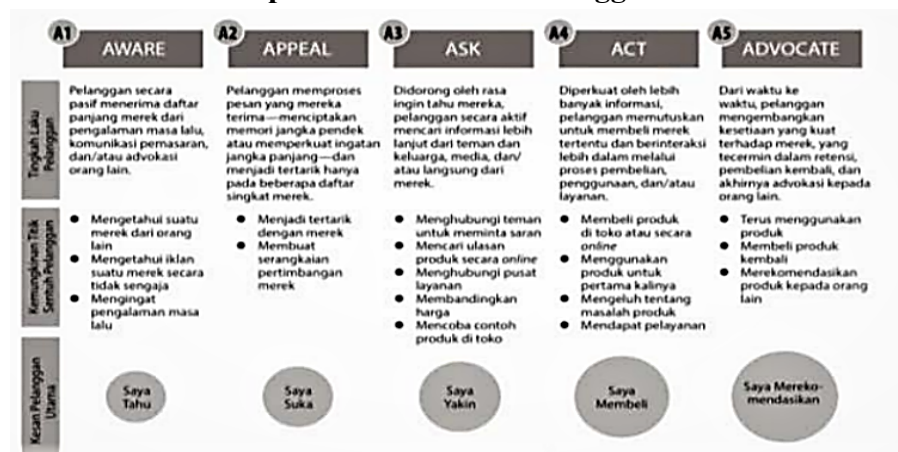 A1 AWARE
A2 APPEAL
A3 ASK
A4 ACT
A5 ADVOCATE
Tingkah Laku
Pelanggan
Pelanggan secara
pasif menerima daftar
panjang merek dari
pengalaman masa lalu,
komunikasi pemasaran,
dan/atau advokasi
orang lain.
Pelanggan memproses
pesan yang mereka
terima—menciptakan
memori jangka pendek
atau memperkuat ingatan
jangka panjang—dan
menjadi tertarik hanya
pada beberapa daftar
singkat merek.
Didorong oleh rasa
ingin tahu mereka,
pelanggan secara aktif
mencari informasi lebih
lanjut dari teman dan
keluarga, media, dan/
atau langsung dari
merek.
Diperkuat oleh lebih
banyak informasi,
pelanggan memutuskan
untuk membeli merek
tertentu dan berinteraksi
lebih dalam melalui
proses pembelian,
penggunaan, dan/atau
layanan.
Dari waktu ke
waktu, pelanggan
mengembangkan
kesetiaan yang kuat
terhadap merek, yang
tecermin dalam retensi,
pembelian kembali, dan
akhirnya advokasi kepada
orang lain.
Kemungkinan Titik
Sentuh Pelanggan
● Mengetahui suatu
merek dari orang
lain
● Mengetahui iklan
suatu merek secara
tidak sengaja
● Mengingat
pengalaman masa
lalu
● Menjadi tertarik
dengan merek
● Membuat
serangkaian
pertimbangan
merek
● Menghubungi teman
untuk meminta saran
● Mencari ulasan
produk secara online
● Menghubungi pusat
layanan
● Membandingkan
harga
● Mencoba contoh
produk di toko
● Membeli produk
di toko atau secara
online
● Menggunakan
produk untuk
pertama kalinya
● Mengeluh tentang
masalah produk
● Mendapat pelayanan
● Terus menggunakan
produk
● Membeli produk
kembali
● Merekomendasikan
produk kepada orang
lain
Kesan Pelanggan
Utama
Saya
Tahu
Saya
Suka
Saya
Yakin
Saya
Membeli
Saya Mereko-
mendasikan